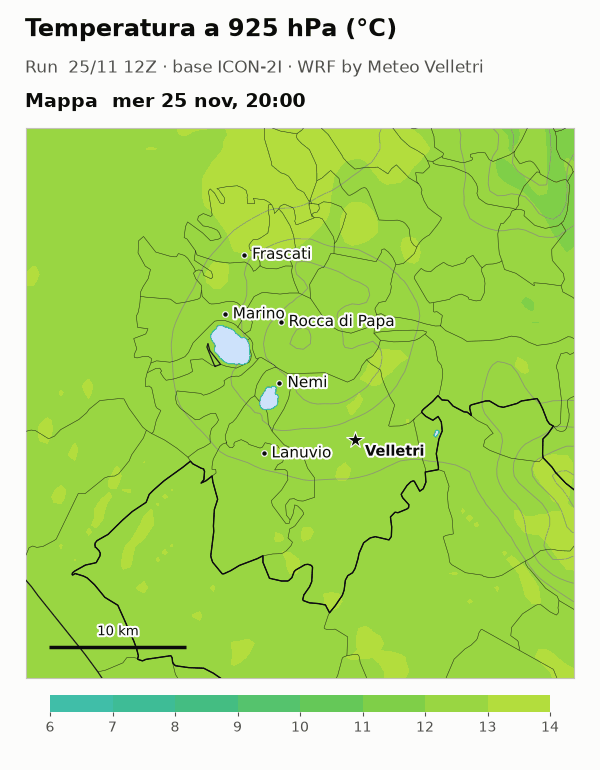 Temperatura a 925 hPa (°C)
Run  25/11 12Z · base ICON-2I · WRF by Meteo Velletri
Mappa  mer 25 nov, 20:00
Frascati
Marino
Rocca di Papa
Nemi
Velletri
Lanuvio
10 km
6 7 8 9 10 11 12 13 14